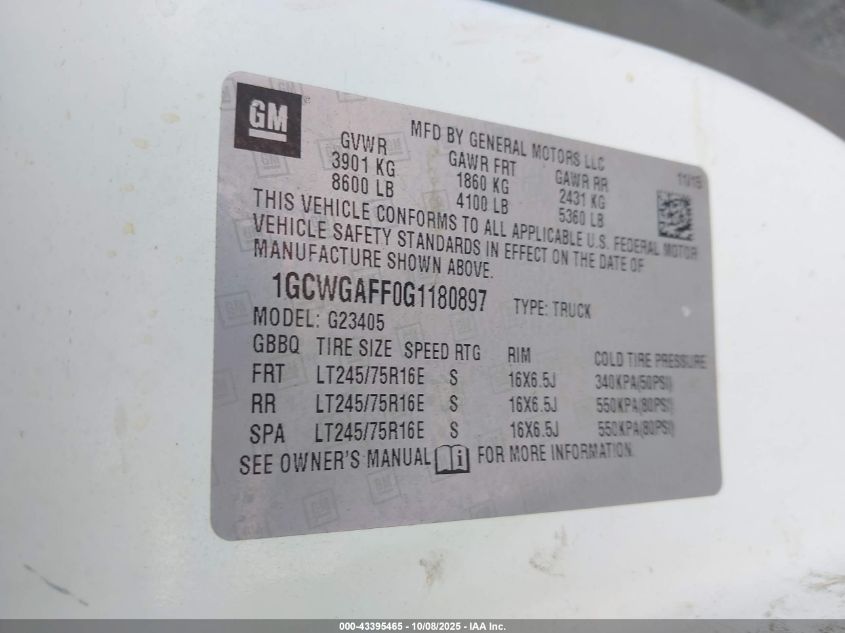 GM
MFD BY GENERAL MOTORS LLC
11/15
GVWR GAWR FRT GAWR RR
3901 KG 1860 KG 2431 KG
8600 LB 4100 LB 5360 LB
THIS VEHICLE CONFORMS TO ALL APPLICABLE U.S. FEDERAL MOTOR
VEHICLE SAFETY STANDARDS IN EFFECT ON THE DATE OF
MANUFACTURE SHOWN ABOVE.
1GCWGAFF0G1180897 TYPE: TRUCK
MODEL: G23405
GBBQ TIRE SIZE SPEED RTG RIM COLD TIRE PRESSURE
FRT LT245/75R16E S 16X6.5J 340KPA(50PSI)
RR LT245/75R16E S 16X6.5J 550KPA(80PSI)
SPA LT245/75R16E S 16X6.5J 550KPA(80PSI)
SEE OWNER'S MANUAL i FOR MORE INFORMATION.
000-43395465 - 10/08/2025 - IAA Inc.